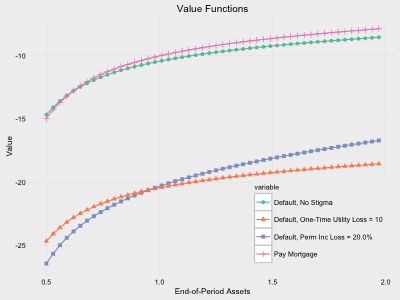 Value Functions
Value
-10
-15
-20
-25
variable
Default, No Stigma
Default, One-Time Utility Loss = 10
Default, Perm Inc Loss = 20.0%
Pay Mortgage
0.5 1.0 1.5 2.0
End-of-Period Assets